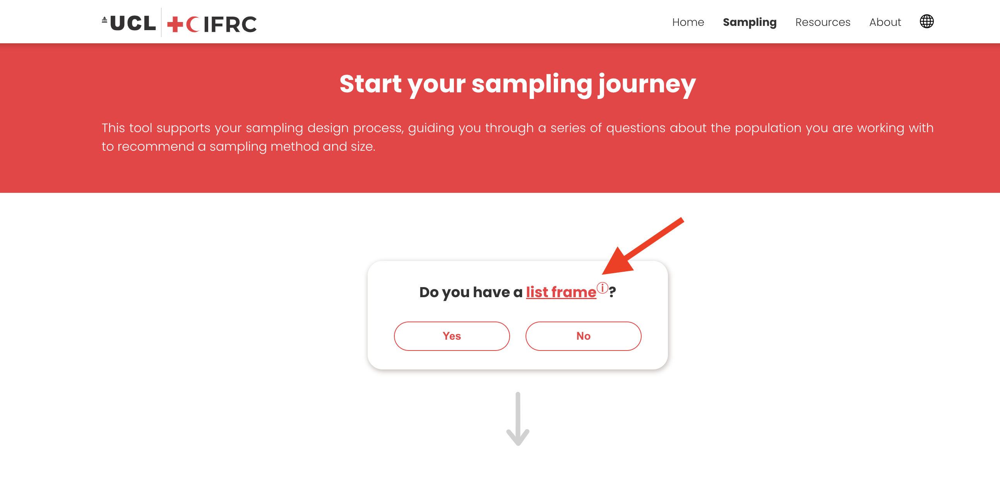 UCL IFRC
Home Sampling Resources About
Start your sampling journey
This tool supports your sampling design process, guiding you through a series of questions about the population you are working with
to recommend a sampling method and size.
Do you have a list frameⓘ?
Yes No